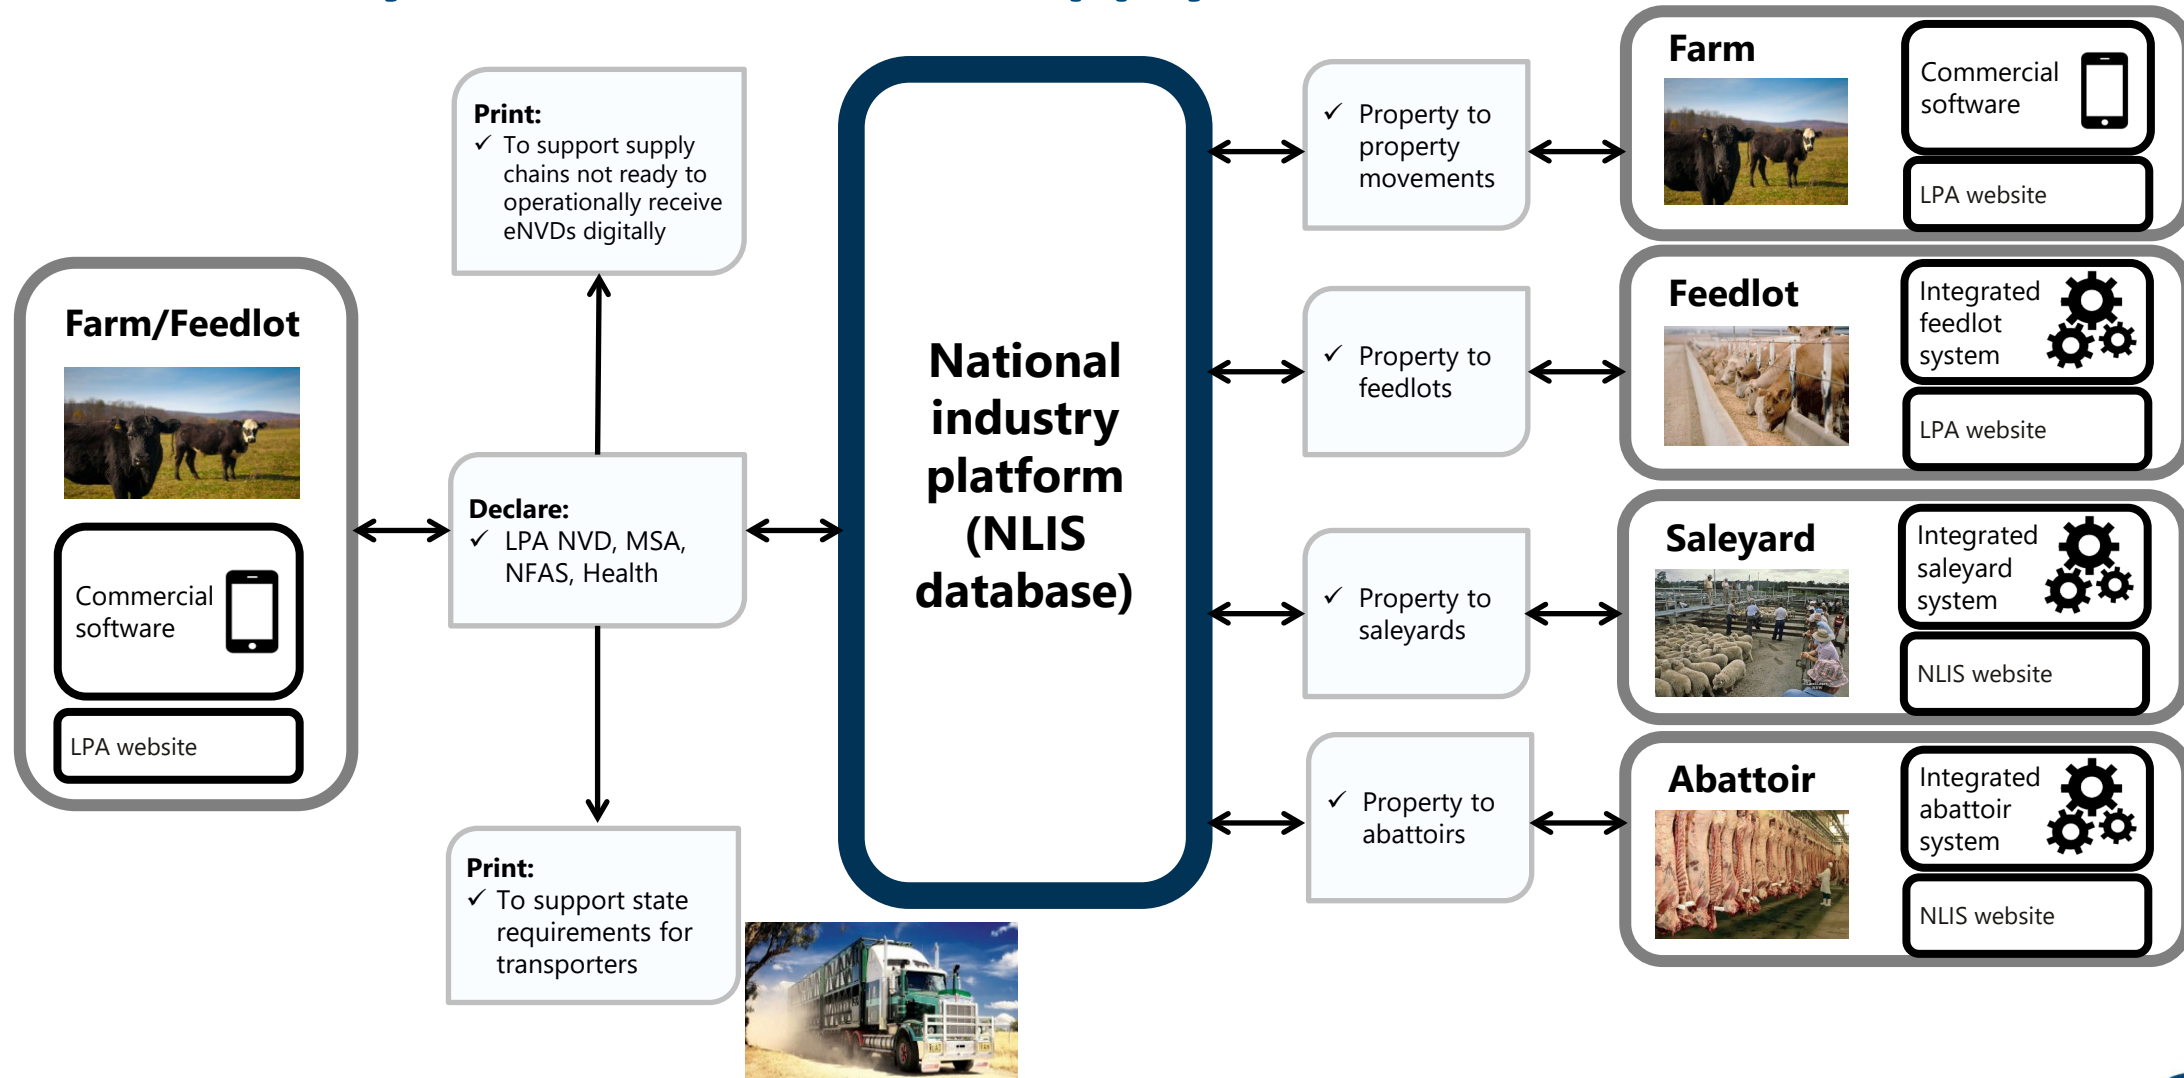 Farm/Feedlot
Commercial
software
LPA website
Print:
✓ To support supply
chains not ready to
operationally receive
eNVDs digitally
Declare:
✓ LPA NVD, MSA,
NFAS, Health
Print:
✓ To support state
requirements for
transporters
National
industry
platform
(NLIS
database)
✓ Property to
property
movements
✓ Property to
feedlots
✓ Property to
saleyards
✓ Property to
abattoirs
Farm
Commercial
software
LPA website
Feedlot
Integrated
feedlot
system
LPA website
Saleyard
Integrated
saleyard
system
NLIS website
Abattoir
Integrated
abattoir
system
NLIS website